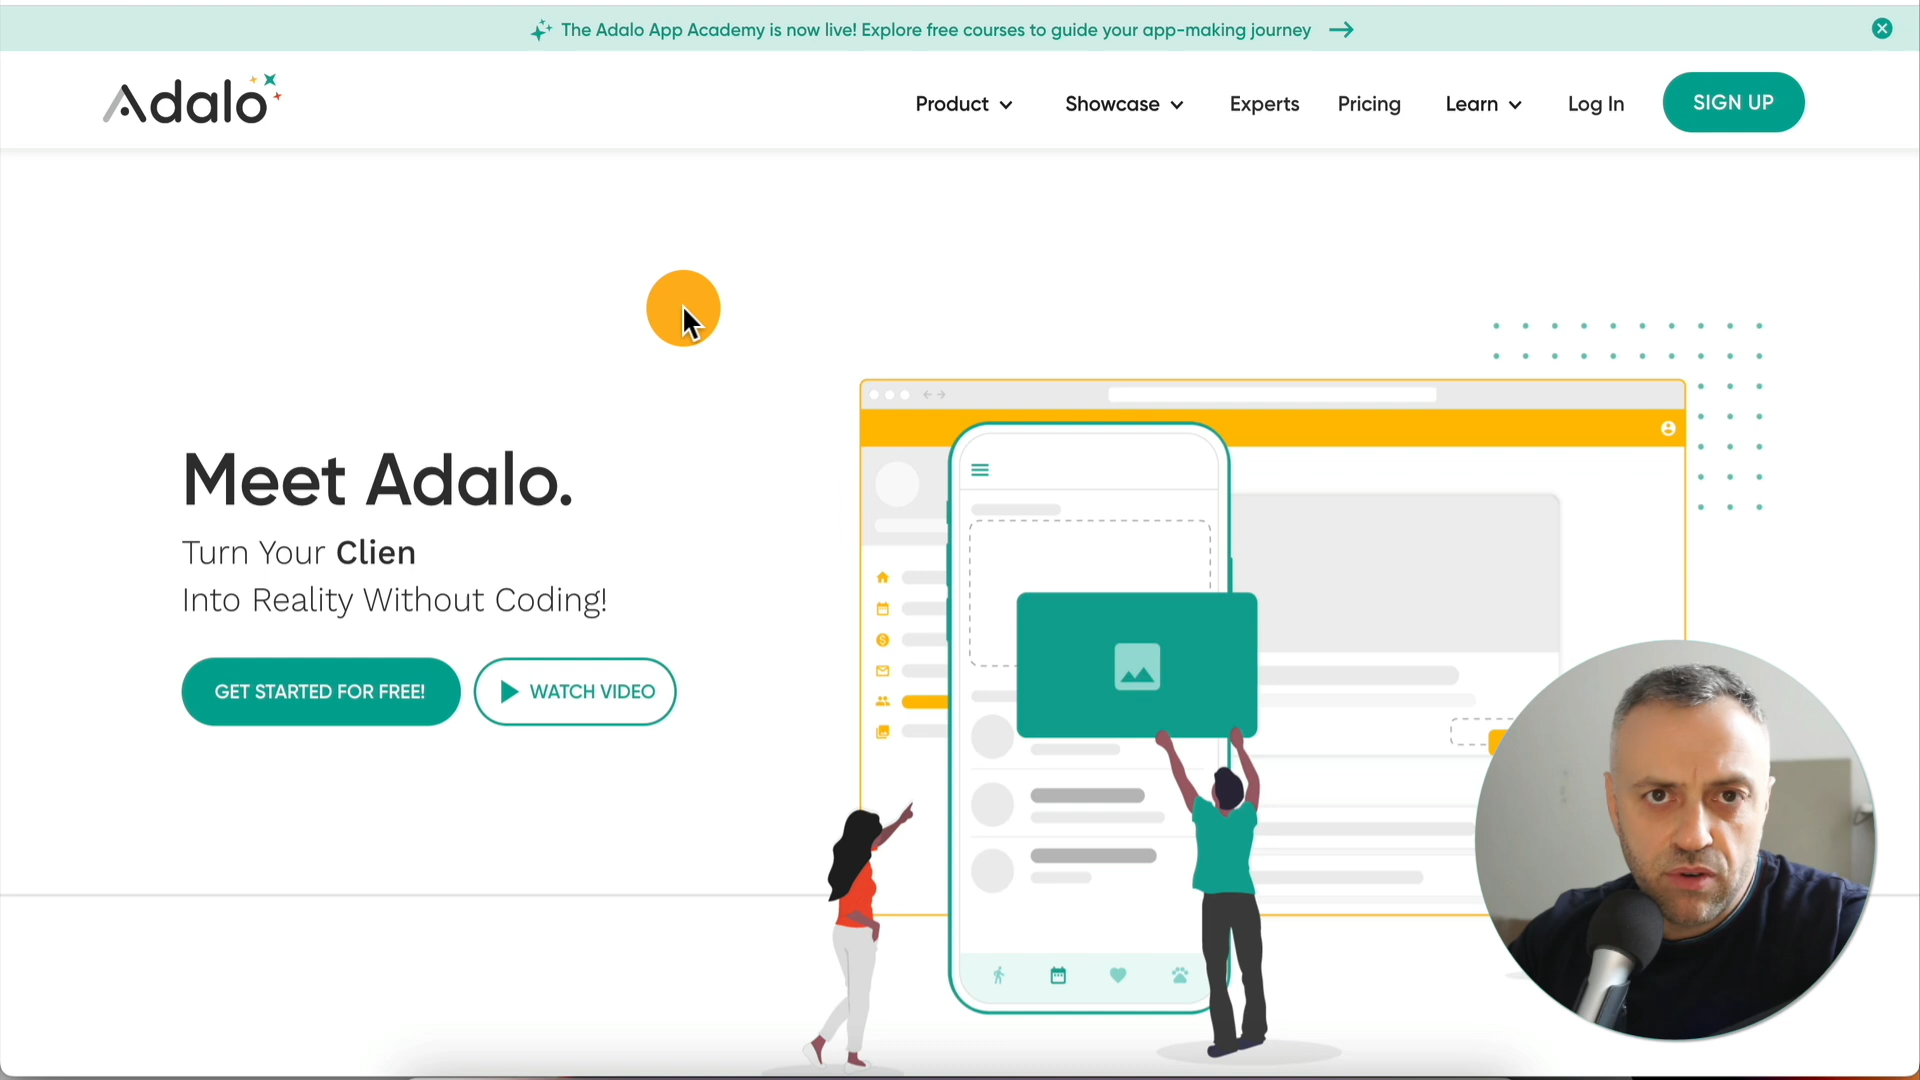 The Adalo App Academy is now live! Explore free courses to guide your app-making journey
Adalo
Product
Showcase
Experts
Pricing
Learn
Log In
SIGN UP
Meet Adalo.
Turn Your Clien
Into Reality Without Coding!
GET STARTED FOR FREE!
WATCH VIDEO